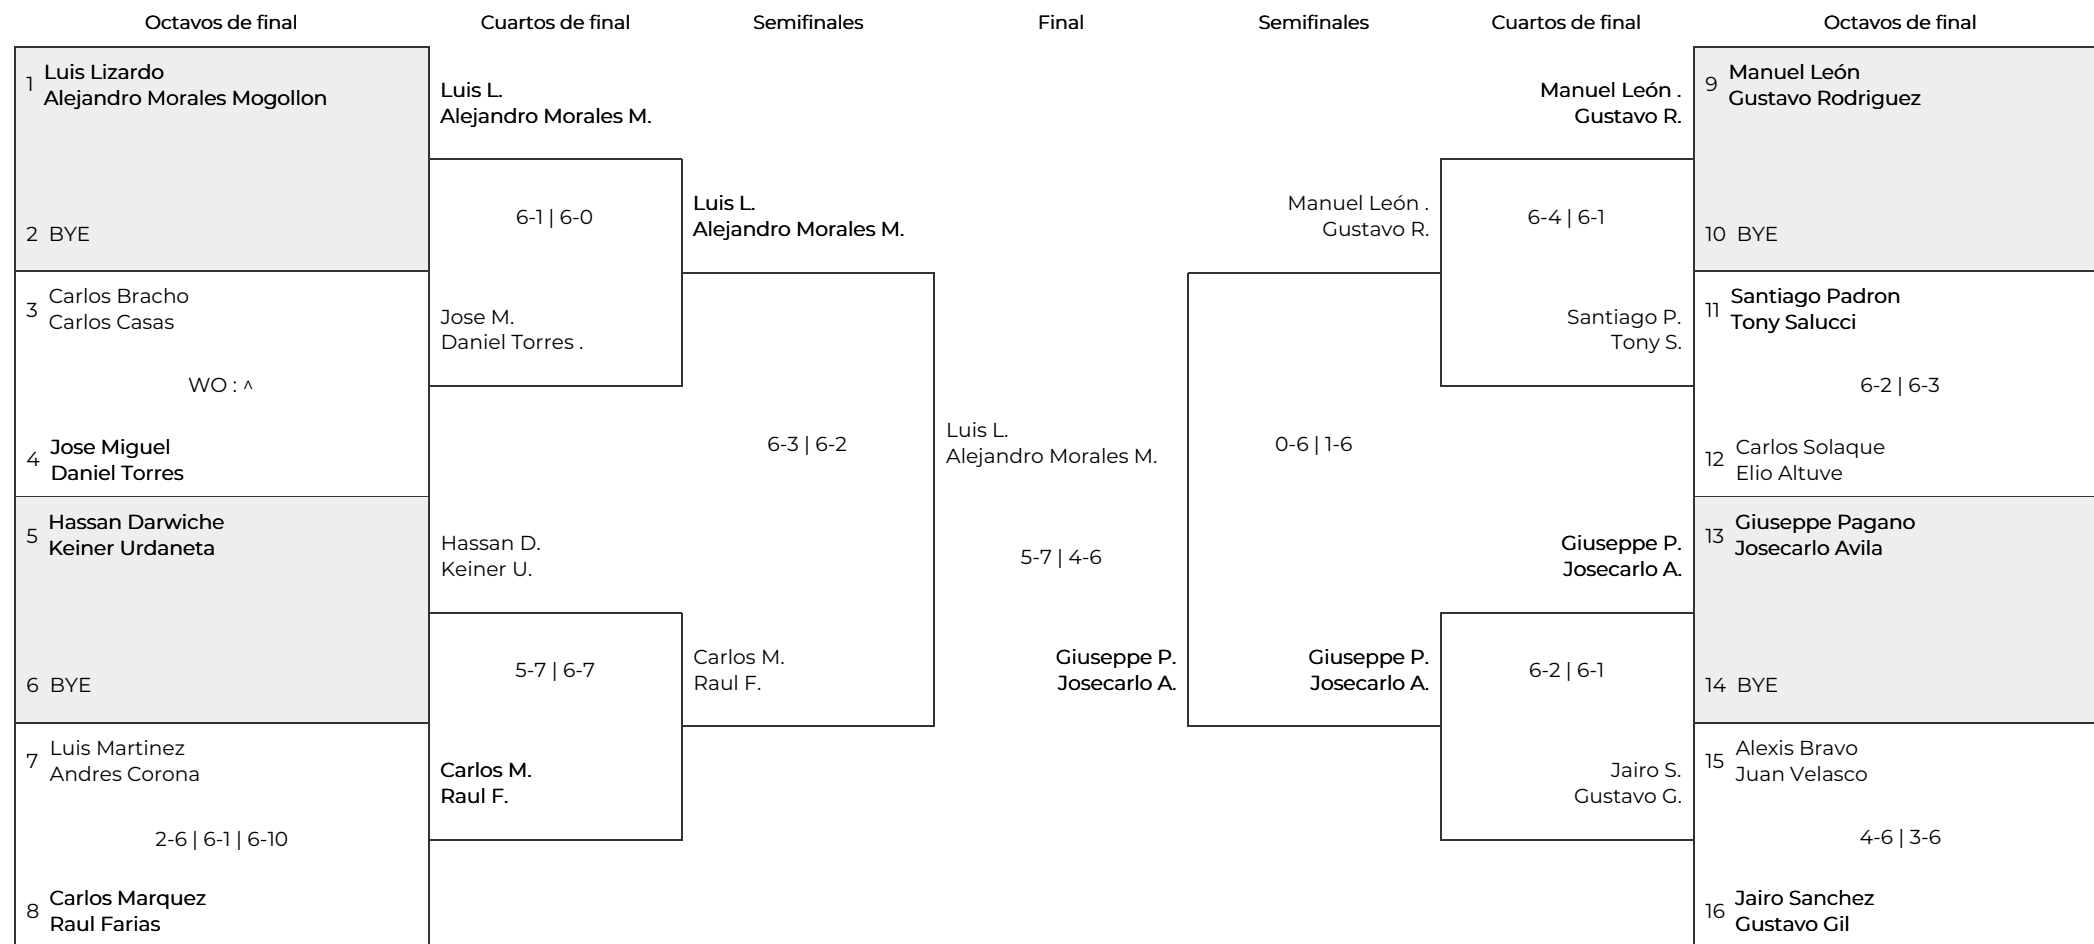 Octavos de final
Cuartos de final
Semifinales
Final
Semifinales
Cuartos de final
Octavos de final
1
Luis Lizardo
Alejandro Morales Mogollon
2 BYE
3
Carlos Bracho
Carlos Casas
WO : ^
4
Jose Miguel
Daniel Torres
5
Hassan Darwiche
Keiner Urdaneta
6 BYE
7
Luis Martinez
Andres Corona
2-6 | 6-1 | 6-10
8
Carlos Marquez
Raul Farias
Luis L.
Alejandro Morales M.
6-1 | 6-0
Jose M.
Daniel Torres .
Hassan D.
Keiner U.
5-7 | 6-7
Carlos M.
Raul F.
Luis L.
Alejandro Morales M.
6-3 | 6-2
Carlos M.
Raul F.
Luis L.
Alejandro Morales M.
5-7 | 4-6
Giuseppe P.
Josecarlo A.
Manuel León .
Gustavo R.
0-6 | 1-6
Giuseppe P.
Josecarlo A.
Manuel León .
Gustavo R.
6-4 | 6-1
Santiago P.
Tony S.
Giuseppe P.
Josecarlo A.
6-2 | 6-1
Jairo S.
Gustavo G.
9
Manuel León
Gustavo Rodriguez
10 BYE
11
Santiago Padron
Tony Salucci
6-2 | 6-3
12
Carlos Solaque
Elio Altuve
13
Giuseppe Pagano
Josecarlo Avila
14 BYE
15
Alexis Bravo
Juan Velasco
4-6 | 3-6
16
Jairo Sanchez
Gustavo Gil